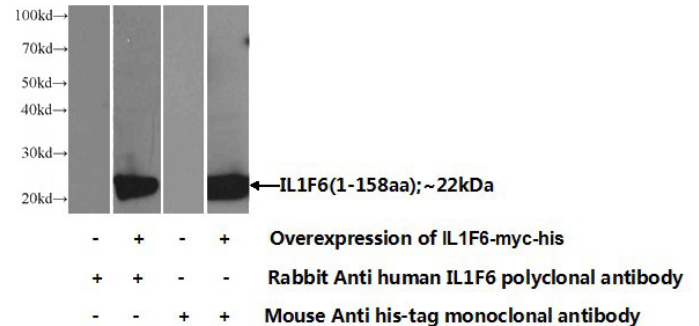 100kd→
70kd→
50kd→
40kd→
30kd→
20kd→
IL1F6(1-158aa);~22kDa
- + - + Overexpression of IL1F6-myc-his
+ + - - Rabbit Anti human IL1F6 polyclonal antibody
- - + + Mouse Anti his-tag monoclonal antibody